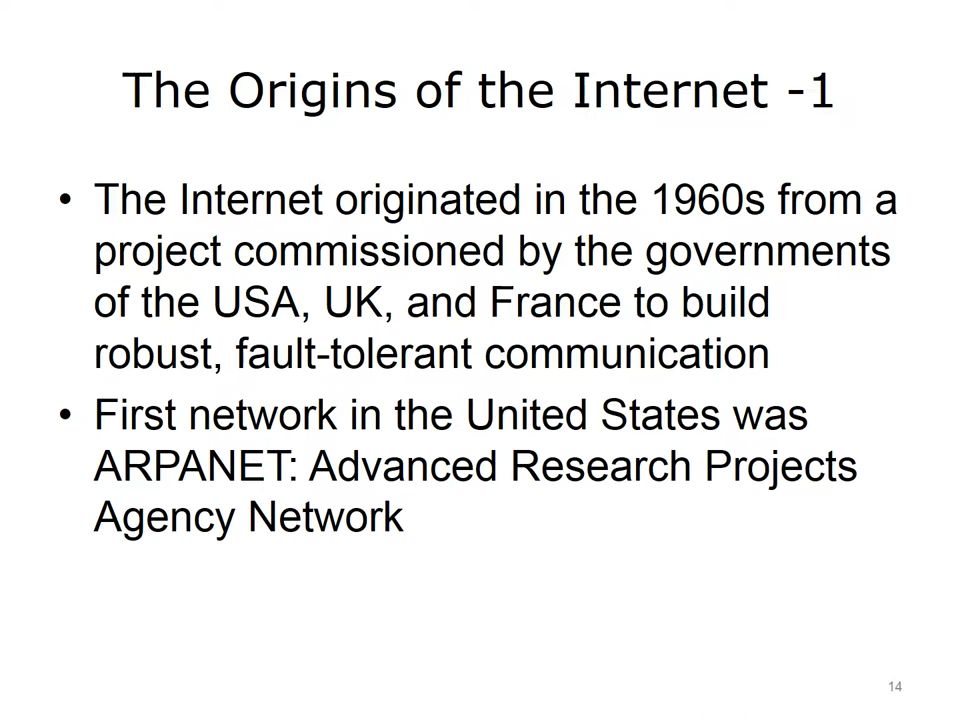 The Origins of the Internet -1
• The Internet originated in the 1960s from a
project commissioned by the governments
of the USA, UK, and France to build
robust, fault-tolerant communication
• First network in the United States was
ARPANET: Advanced Research Projects
Agency Network
14